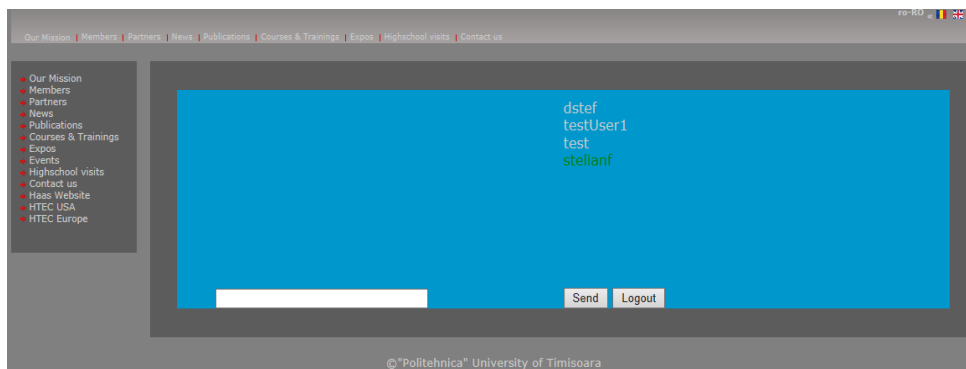 ro-RO
Our Mission | Members | Partners | News | Publications | Courses & Trainings | Expos | Highschool visits | Contact us
Our Mission
Members
Partners
News
Publications
Courses & Trainings
Expos
Events
Highschool visits
Contact us
Haas Website
HTEC USA
HTEC Europe
dstef
testUser1
test
stelianf
Send Logout
©"Politehnica" University of Timisoara